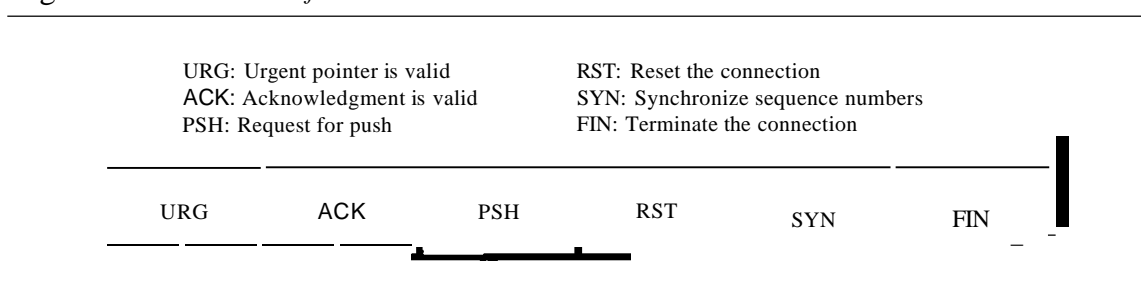 URG: Urgent pointer is valid
ACK: Acknowledgment is valid
PSH: Request for push
RST: Reset the connection
SYN: Synchronize sequence numbers
FIN: Terminate the connection
URG ACK PSH RST SYN FIN